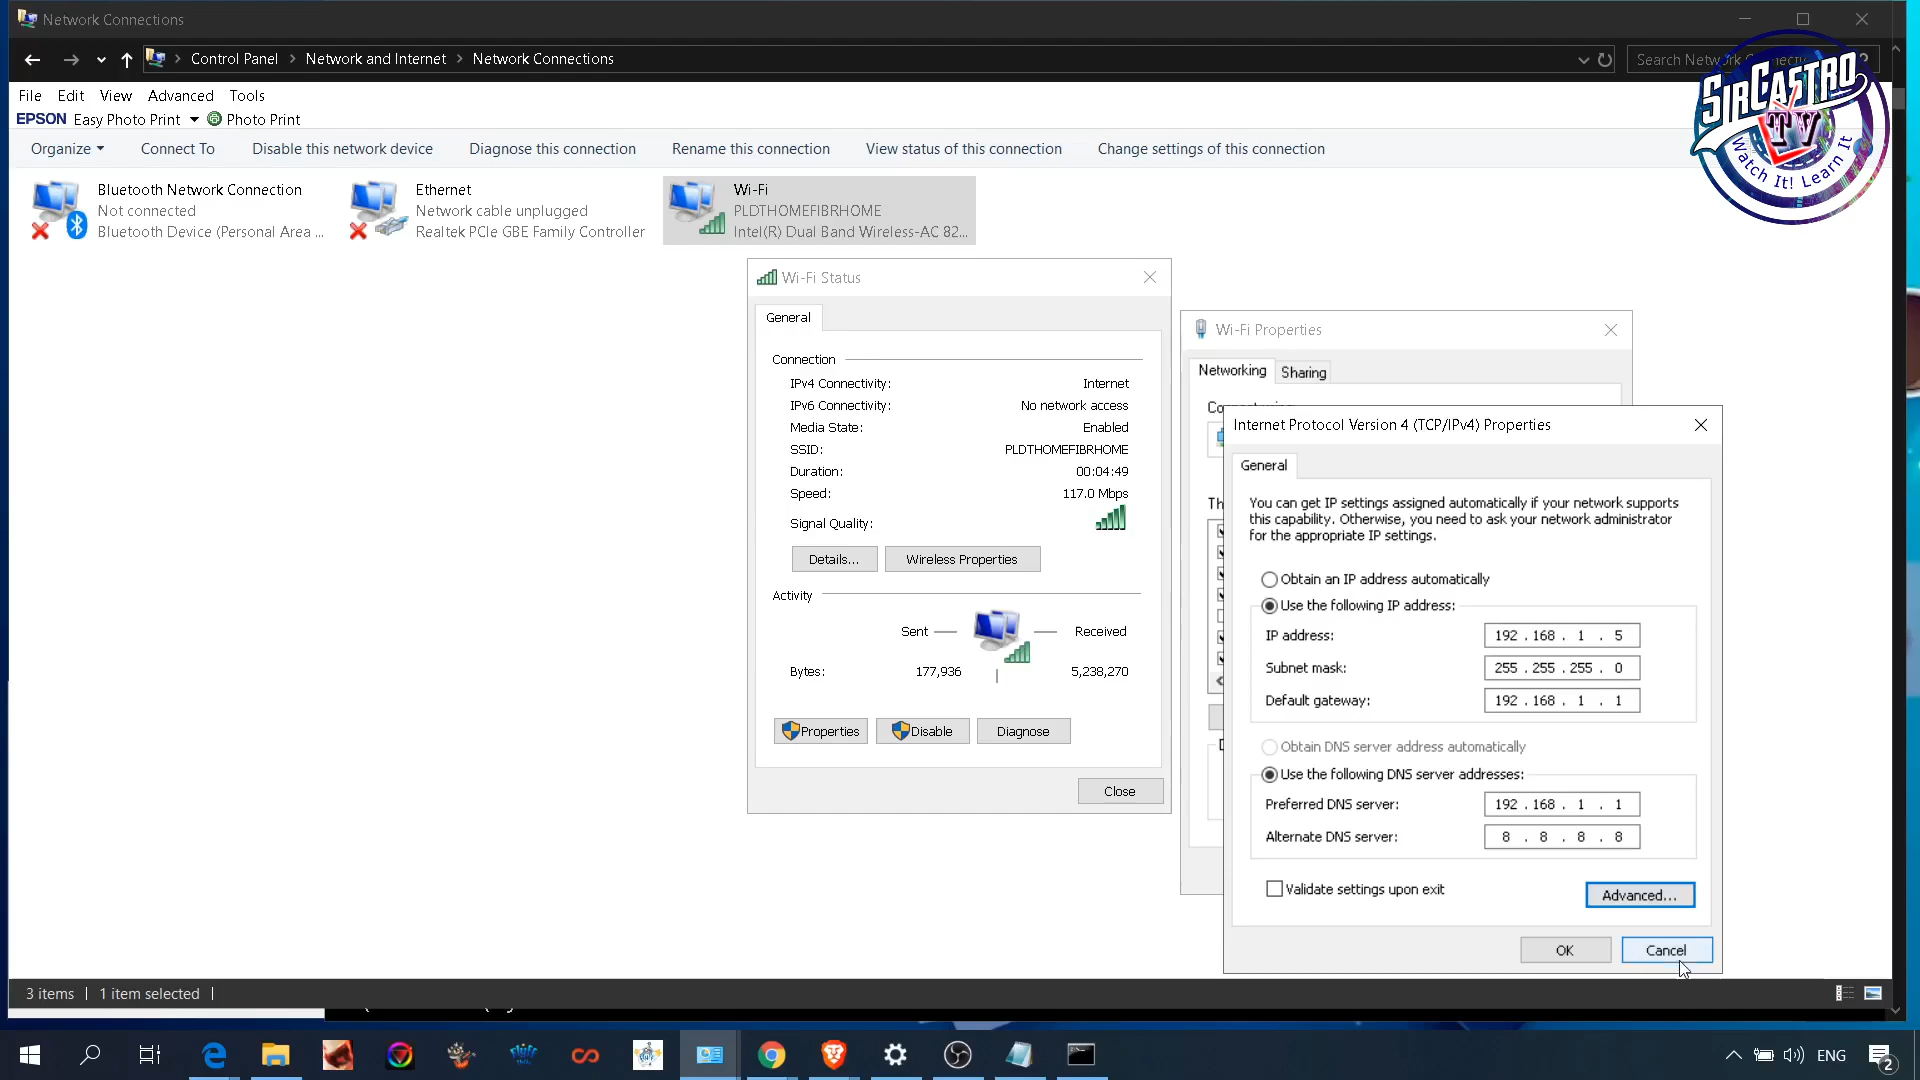 Network Connections
Control Panel > Network and Internet > Network Connections
Search Network Connecti
SIRCASTRO
TV
Watch It! Learn It
File Edit View Advanced Tools
EPSON Easy Photo Print Photo Print
Organize Connect To Disable this network device Diagnose this connection Rename this connection View status of this connection Change settings of this connection
Bluetooth Network Connection
Not connected
Bluetooth Device (Personal Area ...
Ethernet
Network cable unplugged
Realtek PCIe GBE Family Controller
Wi-Fi
PLDTHOMEFIBRHOME
Intel(R) Dual Band Wireless-AC 82...
Wi-Fi Status
General
Connection
IPv4 Connectivity: Internet
IPv6 Connectivity: No network access
Media State: Enabled
SSID: PLDTHOMEFIBRHOME
Duration: 00:04:49
Speed: 117.0 Mbps
Signal Quality:
Details... Wireless Properties
Activity
Sent Received
Bytes: 177,936 5,238,270
Properties Disable Diagnose
Close
Wi-Fi Properties
Networking Sharing
Internet Protocol Version 4 (TCP/IPv4) Properties
General
You can get IP settings assigned automatically if your network supports
this capability. Otherwise, you need to ask your network administrator
for the appropriate IP settings.
Obtain an IP address automatically
Use the following IP address:
IP address: 192 . 168 . 1 . 5
Subnet mask: 255 . 255 . 255 . 0
Default gateway: 192 . 168 . 1 . 1
Obtain DNS server address automatically
Use the following DNS server addresses:
Preferred DNS server: 192 . 168 . 1 . 1
Alternate DNS server: 8 . 8 . 8 . 8
Validate settings upon exit
Advanced...
OK Cancel
3 items 1 item selected
ENG
2